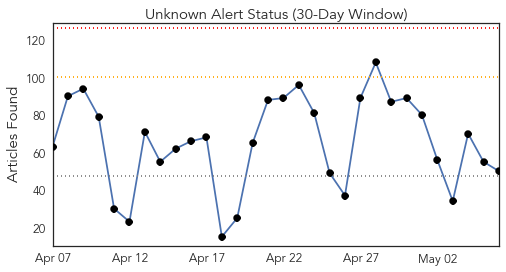 Unknown Alert Status (30-Day Window)
120
100
80
60
40
20
Articles Found
Apr 07
Apr 12
Apr 17
Apr 22
Apr 27
May 02